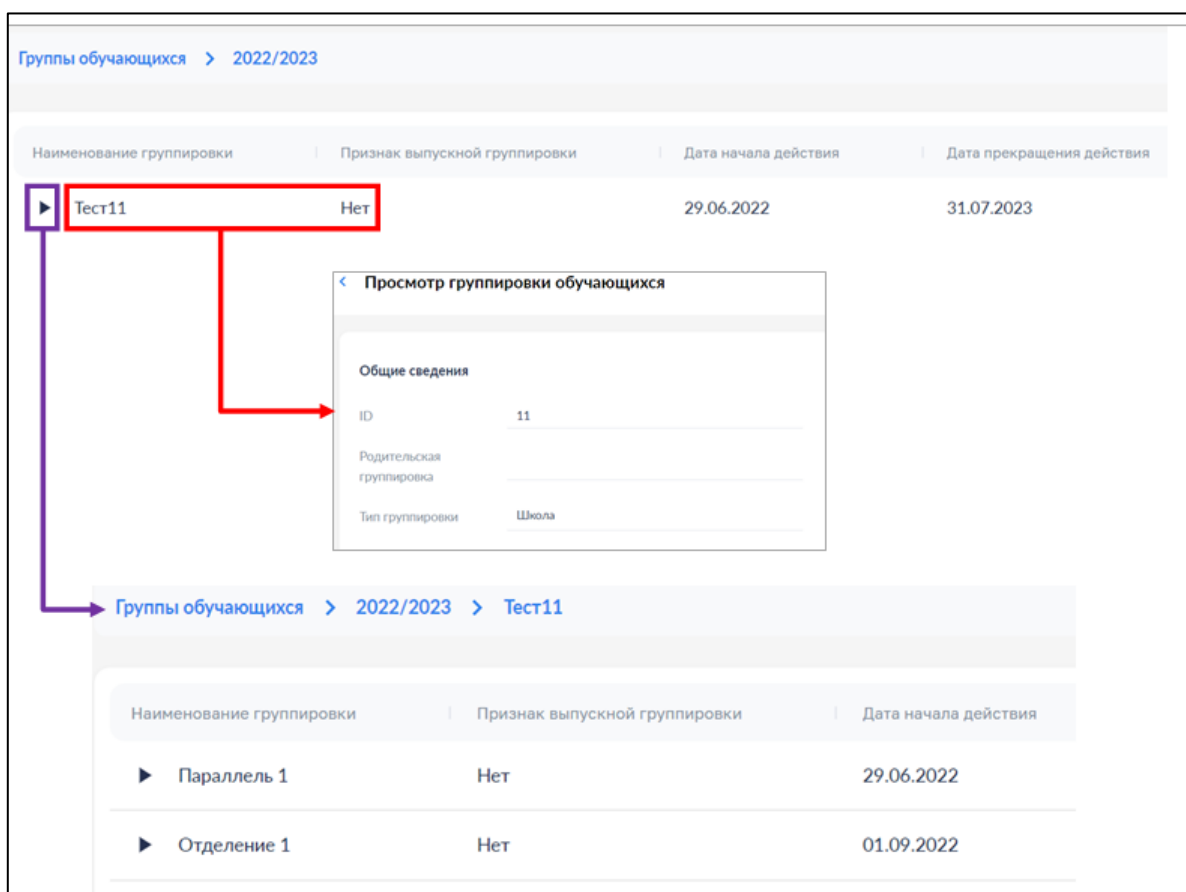 Группы обучающихся > 2022/2023
Наименование группировки Признак выпускной группировки Дата начала действия Дата прекращения действия
Тест11 Нет 29.06.2022 31.07.2023
< Просмотр группировки обучающихся
Общие сведения
ID 11
Родительская
группировка
Тип группировки Школа
Группы обучающихся > 2022/2023 > Тест11
Наименование группировки Признак выпускной группировки Дата начала действия
Параллель 1 Нет 29.06.2022
Отделение 1 Нет 01.09.2022